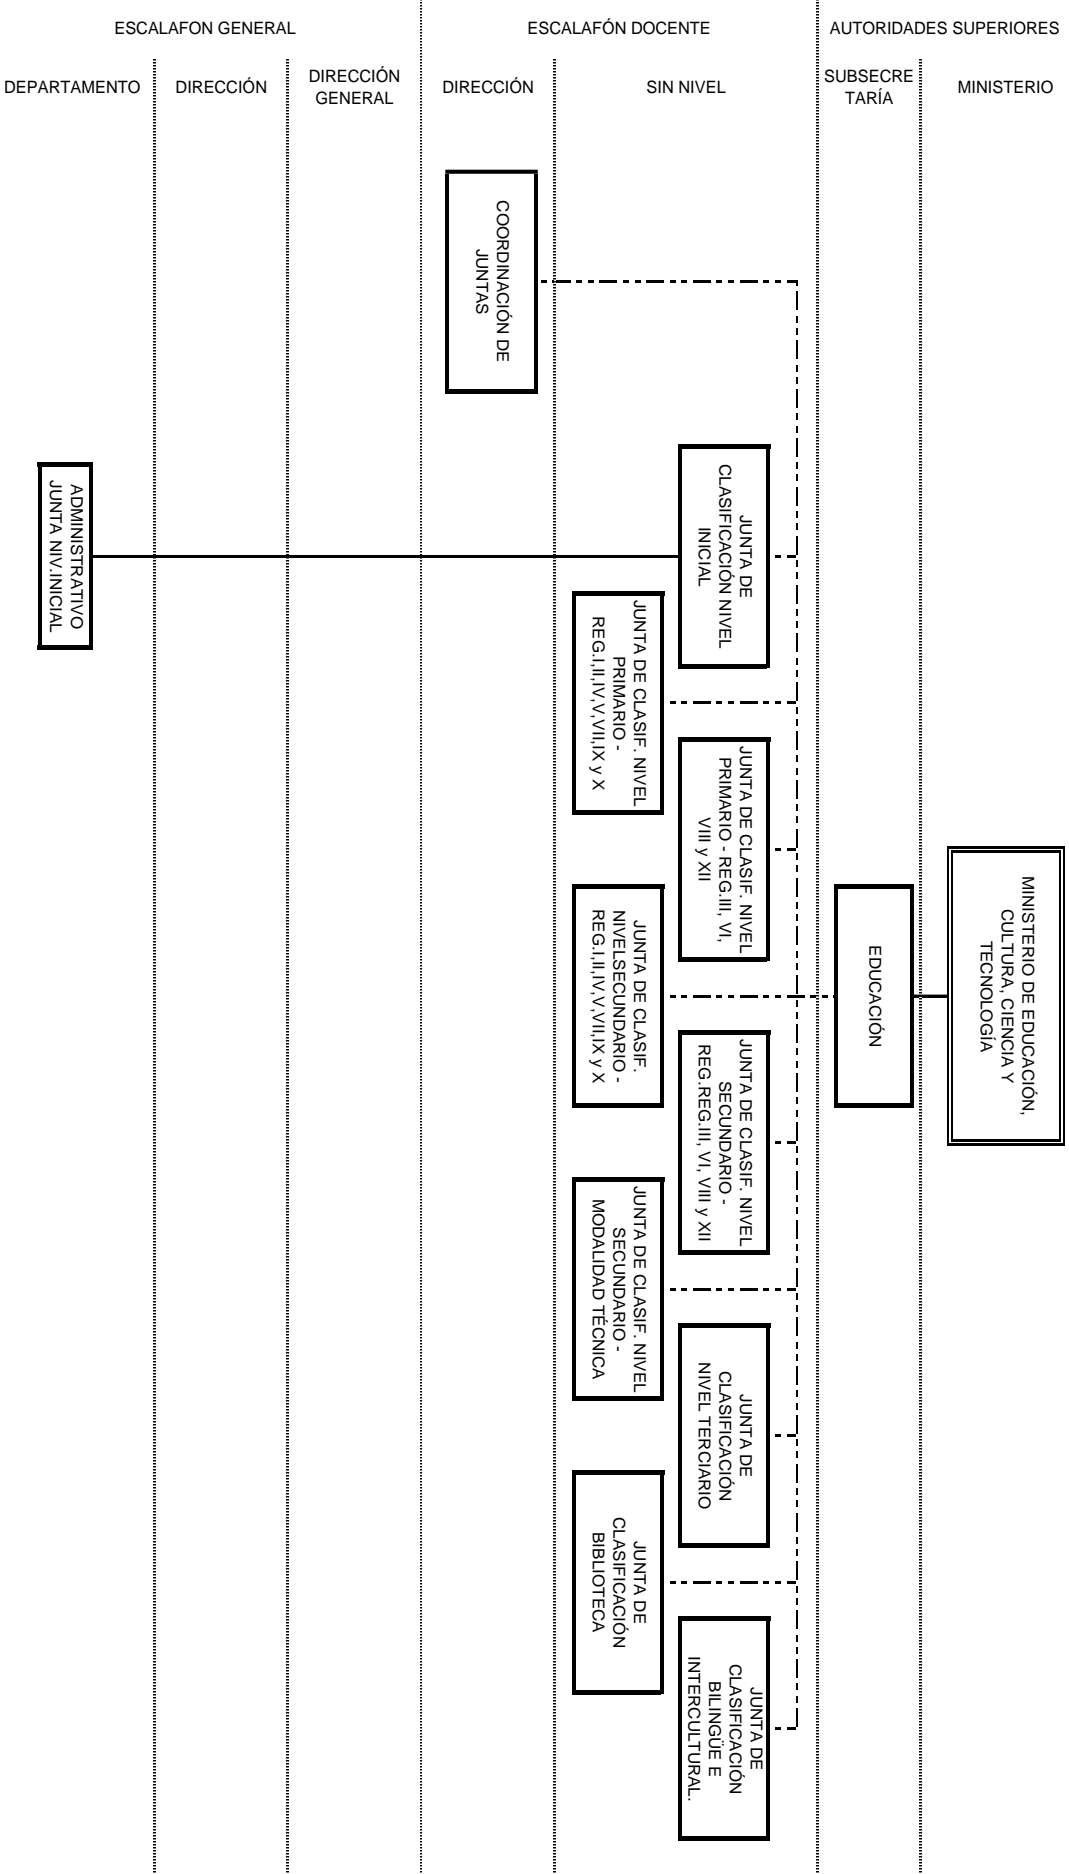 ESCALAFON GENERAL
ESCALAFÓN DOCENTE
AUTORIDADES SUPERIORES
DEPARTAMENTO
DIRECCIÓN
DIRECCIÓN
GENERAL
DIRECCIÓN
SIN NIVEL
SUBSECRE
TARÍA
MINISTERIO
MINISTERIO DE EDUCACIÓN,
CULTURA, CIENCIA Y
TECNOLOGÍA
EDUCACIÓN
COORDINACIÓN DE
JUNTAS
JUNTA DE
CLASIFICACIÓN NIVEL
INICIAL
JUNTA DE CLASIF. NIVEL
PRIMARIO -
REG.I,II,IV,V,VII,IX y X
JUNTA DE CLASIF. NIVEL
PRIMARIO - REG.III, VI,
VIII y XII
JUNTA DE CLASIF.
NIVELSECUNDARIO -
REG.I,II,IV,V,VII,IX y X
JUNTA DE CLASIF. NIVEL
SECUNDARIO -
REG.REG.III, VI, VIII y XII
JUNTA DE CLASIF. NIVEL
SECUNDARIO -
MODALIDAD TÉCNICA
JUNTA DE
CLASIFICACIÓN
NIVEL TERCIARIO
JUNTA DE
CLASIFICACIÓN
BIBLIOTECA
JUNTA DE
CLASIFICACIÓN
BILINGÜE E
INTERCULTURAL.
ADMINISTRATIVO
JUNTA NIV.INICIAL